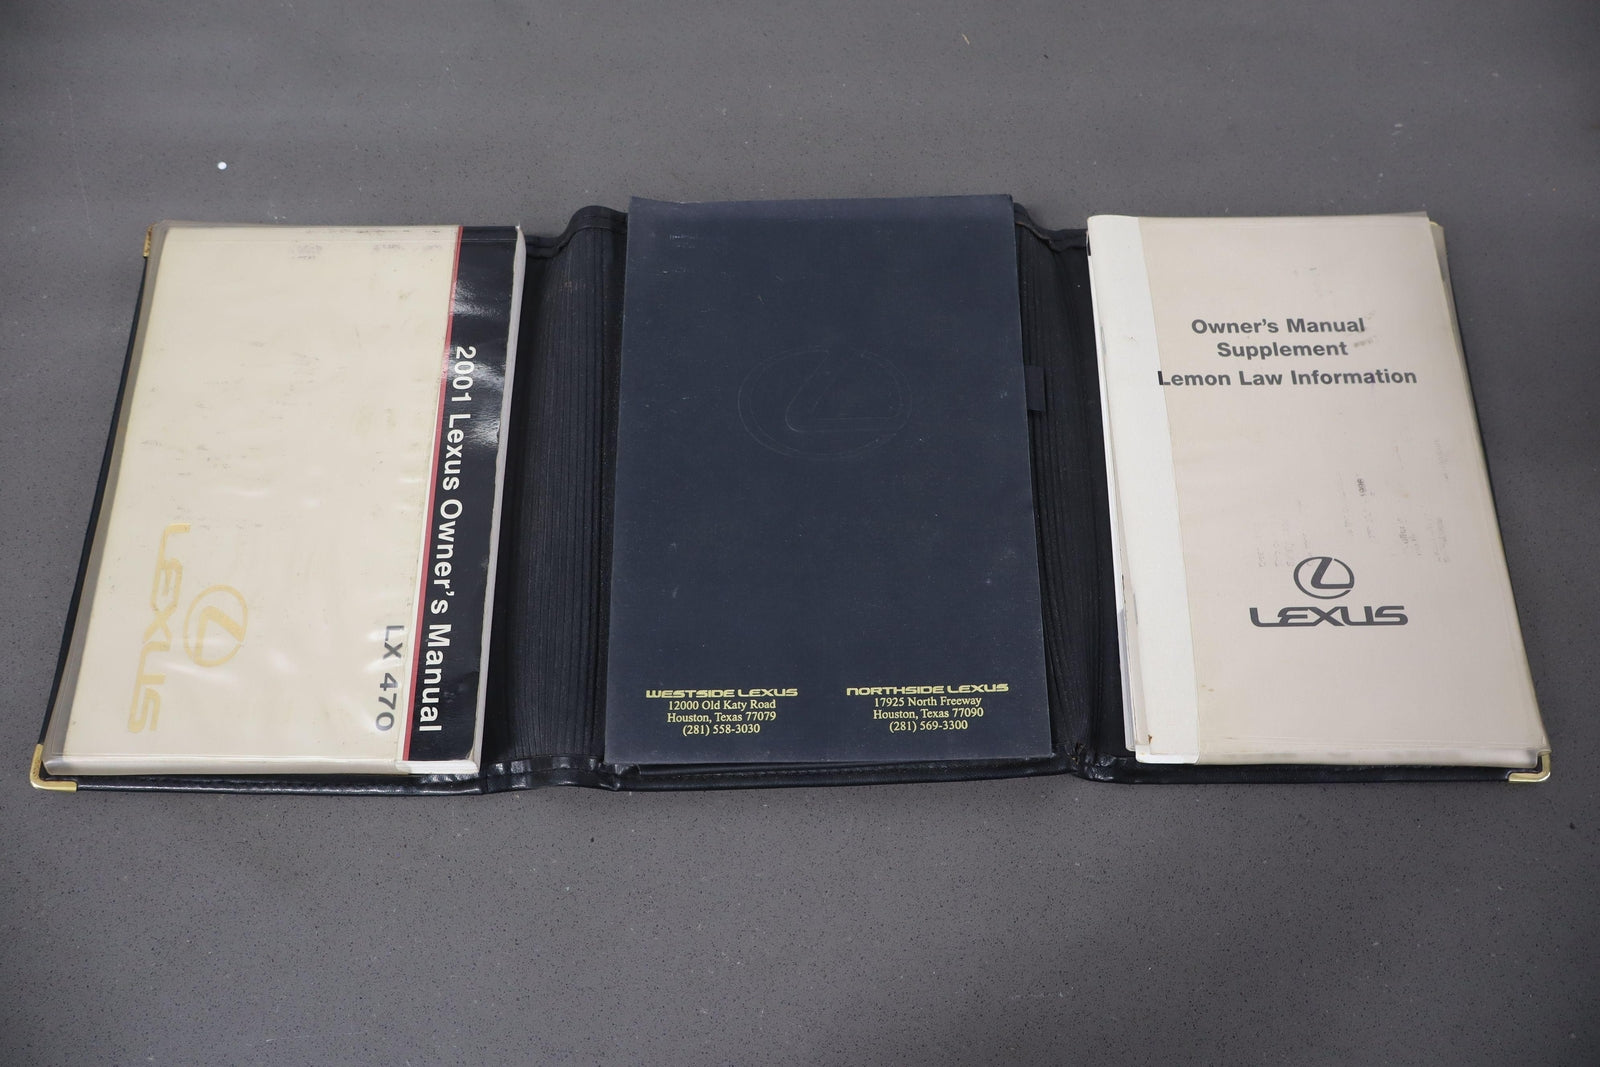 2001 Lexus Owner's Manual
LX 470
LEXUS
WESTSIDE LEXUS
12000 Old Katy Road
Houston, Texas 77079
(281) 558-3030
NORTHSIDE LEXUS
17925 North Freeway
Houston, Texas 77090
(281) 569-3300
Owner's Manual
Supplement
Lemon Law Information
LEXUS